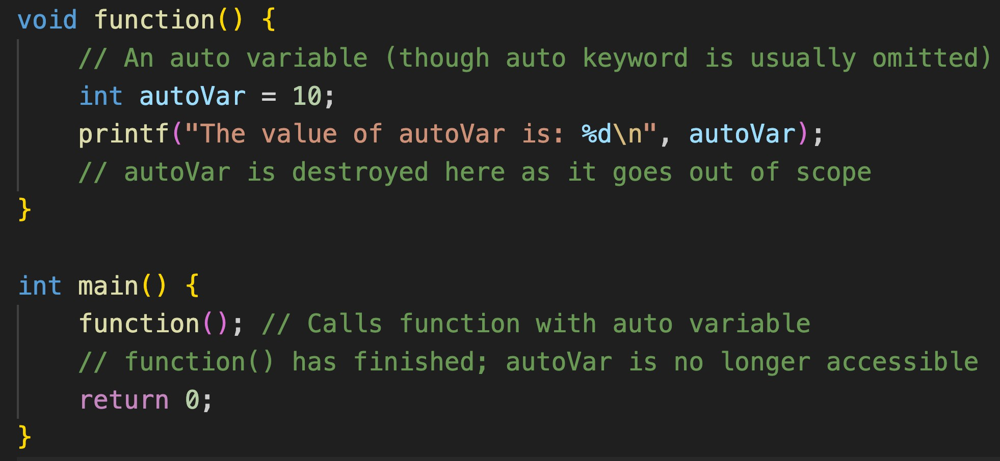 void function() {
    // An auto variable (though auto keyword is usually omitted)
    int autoVar = 10;
    printf("The value of autoVar is: %d\n", autoVar);
    // autoVar is destroyed here as it goes out of scope
}
int main() {
    function(); // Calls function with auto variable
    // function() has finished; autoVar is no longer accessible
    return 0;
}